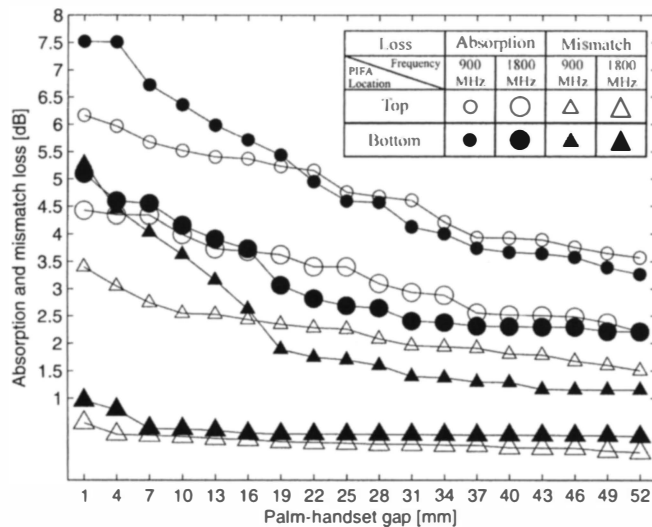 8
7.5
7
6.5
6
5.5
5
4.5
4
3.5
3
2.5
2
1.5
1
Absorption and mismatch loss [dB]
Loss Absorption Mismatch
Frequency
PIFA
Location
900 MHz 1800 MHz 900 MHz 1800 MHz
Top
Bottom
1 4 7 10 13 16 19 22 25 28 31 34 37 40 43 46 49 52
Palm-handset gap [mm]